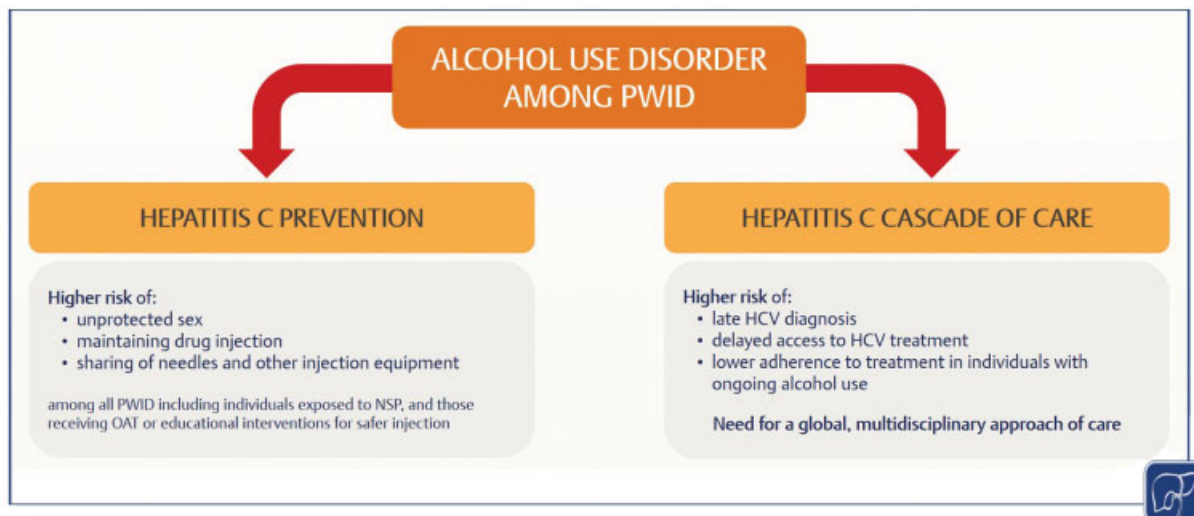 ALCOHOL USE DISORDER
AMONG PWID
HEPATITIS C PREVENTION
Higher risk of:
• unprotected sex
• maintaining drug injection
• sharing of needles and other injection equipment
among all PWID including individuals exposed to NSP, and those
receiving OAT or educational interventions for safer injection
HEPATITIS C CASCADE OF CARE
Higher risk of:
• late HCV diagnosis
• delayed access to HCV treatment
• lower adherence to treatment in individuals with
ongoing alcohol use
Need for a global, multidisciplinary approach of care